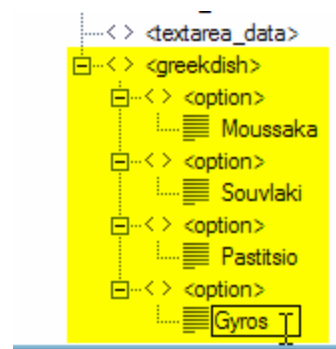 <textarea_data>
<greekdish>
<option>
Moussaka
<option>
Souvlaki
<option>
Pastitsio
<option>
Gyros